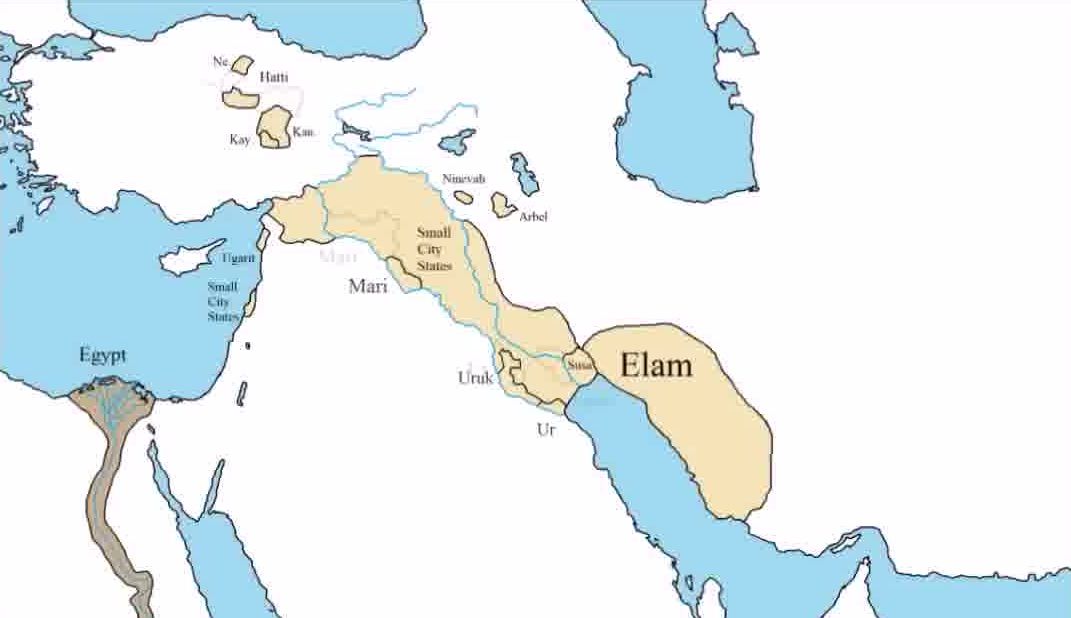 Ne
Hatti
Kay
Kan
Ninevah
Arbel
Small
City
States
Ugarit
Small
City
States
Mari
Mari
Egypt
Uruk
Susa
Elam
Ur